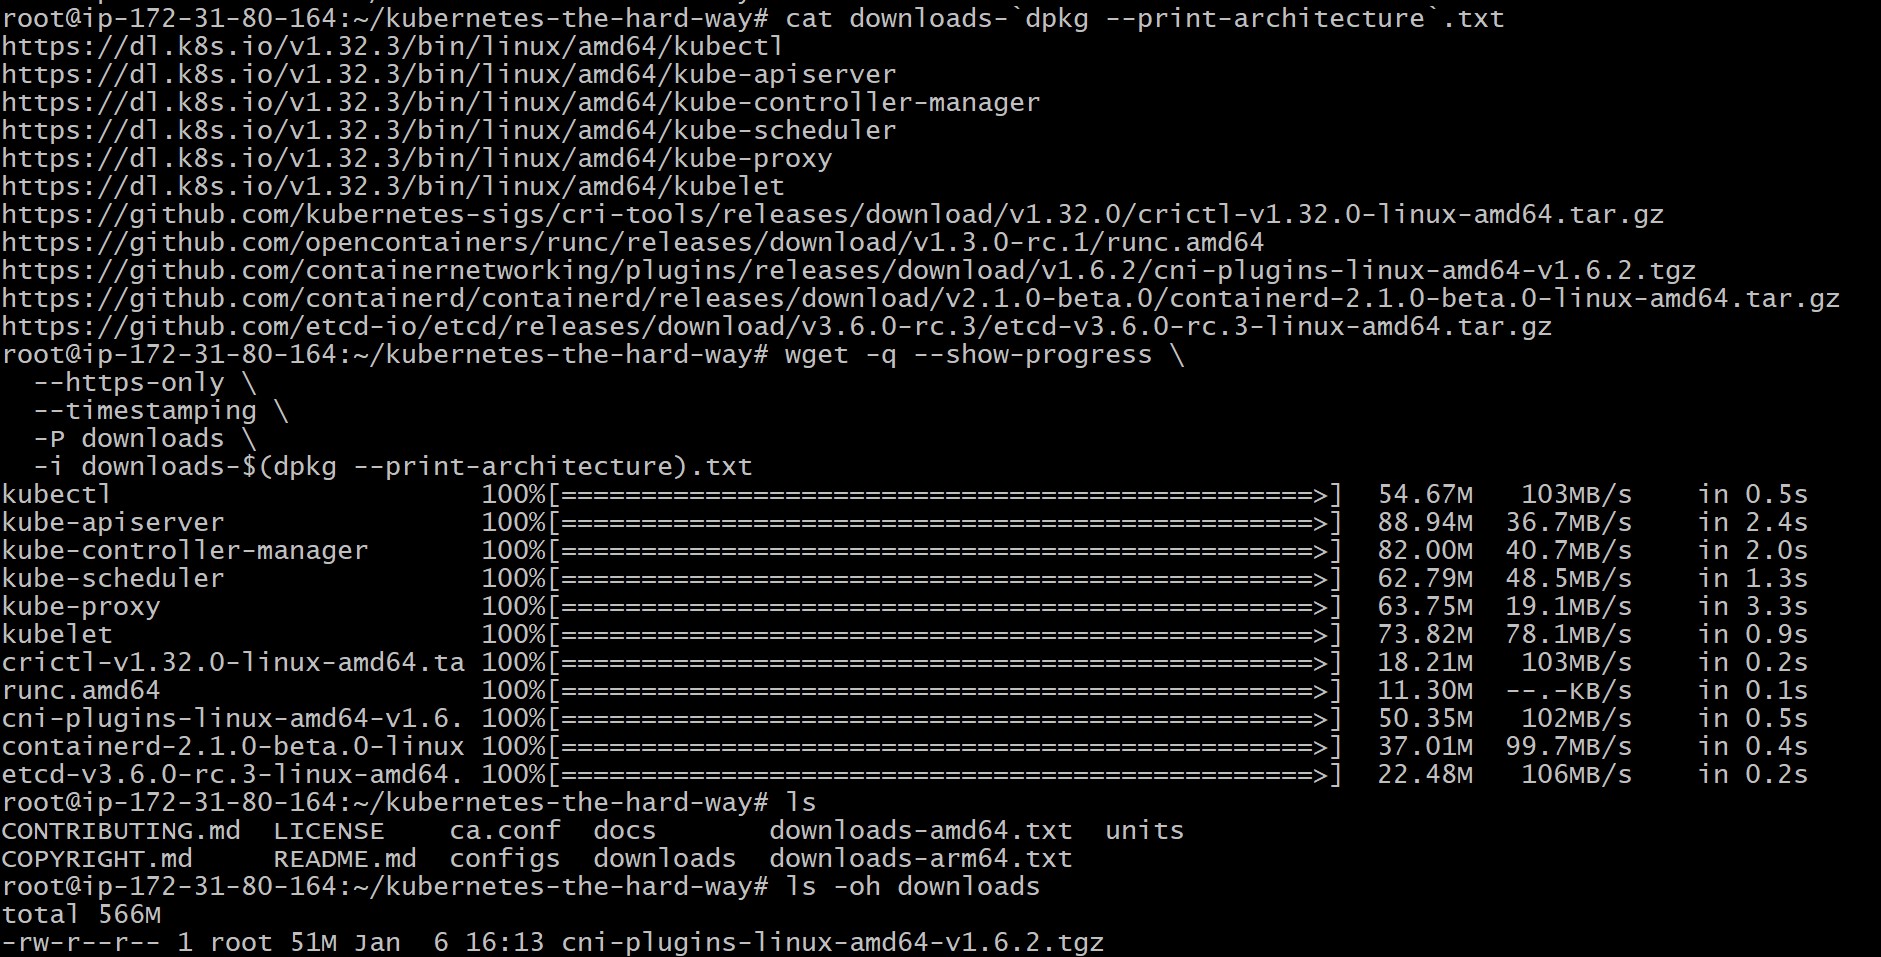 root@ip-172-31-80-164:~/kubernetes-the-hard-way# cat downloads-`dpkg --print-architecture`.txt
https://dl.k8s.io/v1.32.3/bin/linux/amd64/kubectl
https://dl.k8s.io/v1.32.3/bin/linux/amd64/kube-apiserver
https://dl.k8s.io/v1.32.3/bin/linux/amd64/kube-controller-manager
https://dl.k8s.io/v1.32.3/bin/linux/amd64/kube-scheduler
https://dl.k8s.io/v1.32.3/bin/linux/amd64/kube-proxy
https://dl.k8s.io/v1.32.3/bin/linux/amd64/kubelet
https://github.com/kubernetes-sigs/cri-tools/releases/download/v1.32.0/crictl-v1.32.0-linux-amd64.tar.gz
https://github.com/opencontainers/runc/releases/download/v1.3.0-rc.1/runc.amd64
https://github.com/containernetworking/plugins/releases/download/v1.6.2/cni-plugins-linux-amd64-v1.6.2.tgz
https://github.com/containerd/containerd/releases/download/v2.1.0-beta.0/containerd-2.1.0-beta.0-linux-amd64.tar.gz
https://github.com/etcd-io/etcd/releases/download/v3.6.0-rc.3/etcd-v3.6.0-rc.3-linux-amd64.tar.gz
root@ip-172-31-80-164:~/kubernetes-the-hard-way# wget -q --show-progress \
  --https-only \
  --timestamping \
  -P downloads \
  -i downloads-$(dpkg --print-architecture).txt
kubectl                       100%[===============================================>]  54.67M   103MB/s    in 0.5s
kube-apiserver                100%[===============================================>]  88.94M  36.7MB/s    in 2.4s
kube-controller-manager       100%[===============================================>]  82.00M  40.7MB/s    in 2.0s
kube-scheduler                100%[===============================================>]  62.79M  48.5MB/s    in 1.3s
kube-proxy                    100%[===============================================>]  63.75M  19.1MB/s    in 3.3s
kubelet                       100%[===============================================>]  73.82M  78.1MB/s    in 0.9s
crictl-v1.32.0-linux-amd64.ta 100%[===============================================>]  18.21M   103MB/s    in 0.2s
runc.amd64                    100%[===============================================>]  11.30M  --.-KB/s    in 0.1s
cni-plugins-linux-amd64-v1.6. 100%[===============================================>]  50.35M   102MB/s    in 0.5s
containerd-2.1.0-beta.0-linux 100%[===============================================>]  37.01M  99.7MB/s    in 0.4s
etcd-v3.6.0-rc.3-linux-amd64. 100%[===============================================>]  22.48M   106MB/s    in 0.2s
root@ip-172-31-80-164:~/kubernetes-the-hard-way# ls
CONTRIBUTING.md  LICENSE    ca.conf  docs       downloads-amd64.txt  units
COPYRIGHT.md     README.md  configs  downloads  downloads-arm64.txt
root@ip-172-31-80-164:~/kubernetes-the-hard-way# ls -oh downloads
total 566M
-rw-r--r-- 1 root 51M Jan  6 16:13 cni-plugins-linux-amd64-v1.6.2.tgz